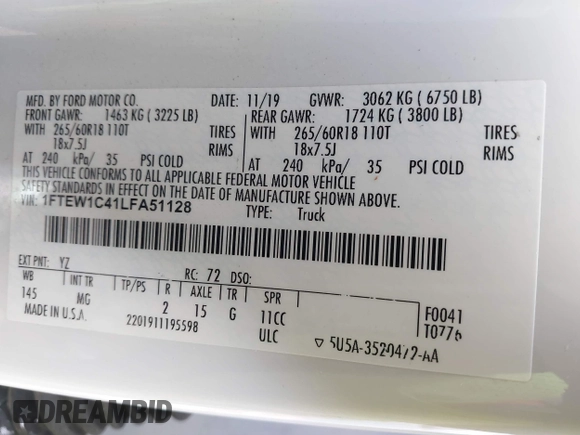 MFD. BY FORD MOTOR CO. DATE: 11/19 GVWR: 3062 KG ( 6750 LB)
FRONT GAWR: 1463 KG ( 3225 LB) REAR GAWR: 1724 KG ( 3800 LB)
WITH 265/60R18 110T TIRES WITH 265/60R18 110T TIRES
18x7.5J RIMS 18x7.5J RIMS
AT 240 kPa/ 35 PSI COLD AT 240 kPa/ 35 PSI COLD
THIS VEHICLE CONFORMS TO ALL APPLICABLE FEDERAL MOTOR VEHICLE
SAFETY STANDARDS IN EFFECT ON THE DATE OF MANUFACTURE SHOWN ABOVE.
VIN: 1FTEW1C41LFA51128 TYPE: Truck
EXT PNT: YZ RC: 72 DSO:
WB INT TR TP/PS R AXLE TR SPR
145 MG 2 15 G 11CC F0041
MADE IN U.S.A. 2201911195598 ULC T0776
5U5A-3520472-AA
DREAMBID